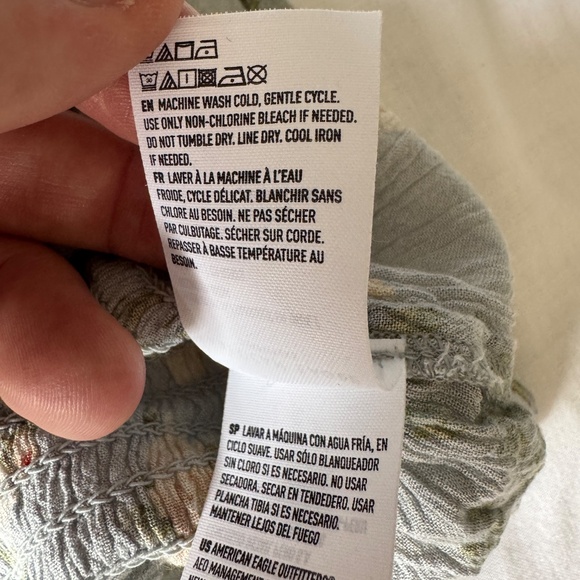 EN MACHINE WASH COLD, GENTLE CYCLE.
USE ONLY NON-CHLORINE BLEACH IF NEEDED.
DO NOT TUMBLE DRY. LINE DRY. COOL IRON
IF NEEDED.
FR LAVER À LA MACHINE À L'EAU
FROIDE, CYCLE DÉLICAT. BLANCHIR SANS
CHLORE AU BESOIN. NE PAS SÉCHER
PAR CULBUTAGE. SÉCHER SUR CORDE.
REPASSER À BASSE TEMPÉRATURE AU
BESOIN.
SP LAVAR A MÁQUINA CON AGUA FRÍA, EN
CICLO SUAVE. USAR SÓLO BLANQUEADOR
SIN CLORO SI ES NECESARIO. NO USAR
SECADORA. SECAR EN TENDEDERO. USAR
PLANCHA TIBIA SI ES NECESARIO.
MANTENER LEJOS DEL FUEGO
US AMERICAN EAGLE OUTFITTERS®
AEO MANAGEMENT